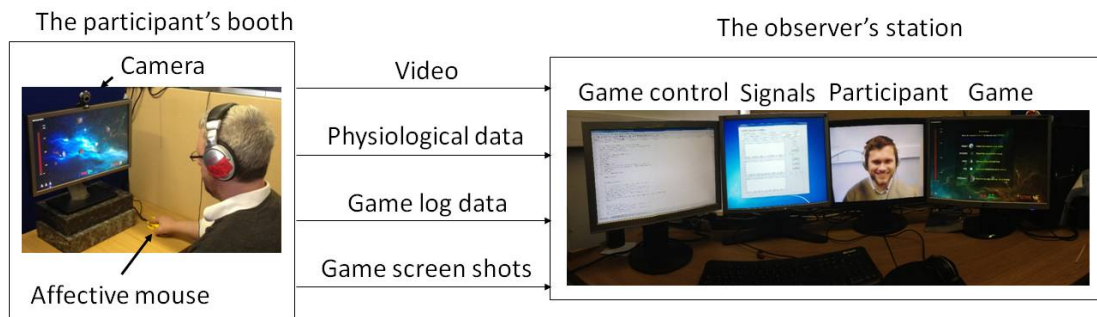 The participant's booth
Camera
Affective mouse
Video
Physiological data
Game log data
Game screen shots
The observer's station
Game control Signals Participant Game